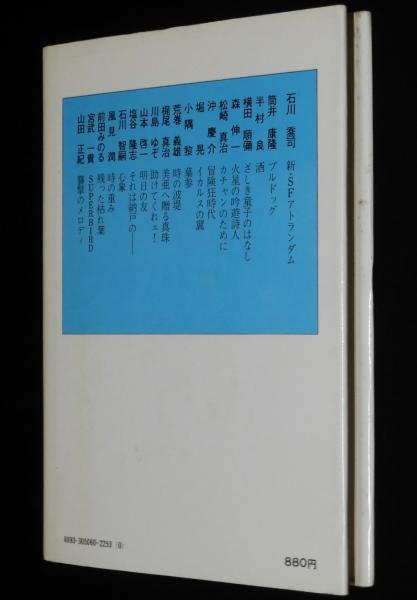 石川 喬司 新・SFアトランダム
筒井 康隆 ブルドッグ
半村 良 酒
横田 順彌 ざしき童子のはなし
森 伸一 火星の吟遊詩人
松崎 真治 カチャンのために
沖 慶介 冒険狂時代
堀 晃 イカルスの翼
小隅 黎 墓参
荒巻 義雄 時の波堤
梶尾 真治 美亜へ贈る真珠
川島 ゆぞ 助けてくれェ!
山本 啓一 明日の友
塩谷 隆志 それは納戸の――
石川 智嗣 心象
風見 潤 時の重み
前田みのる 残った枯れ葉
宮武 一貴 SUPERBIRD
山田 正紀 襲撃のメロディ
0093-305060-2253 (0)
880円